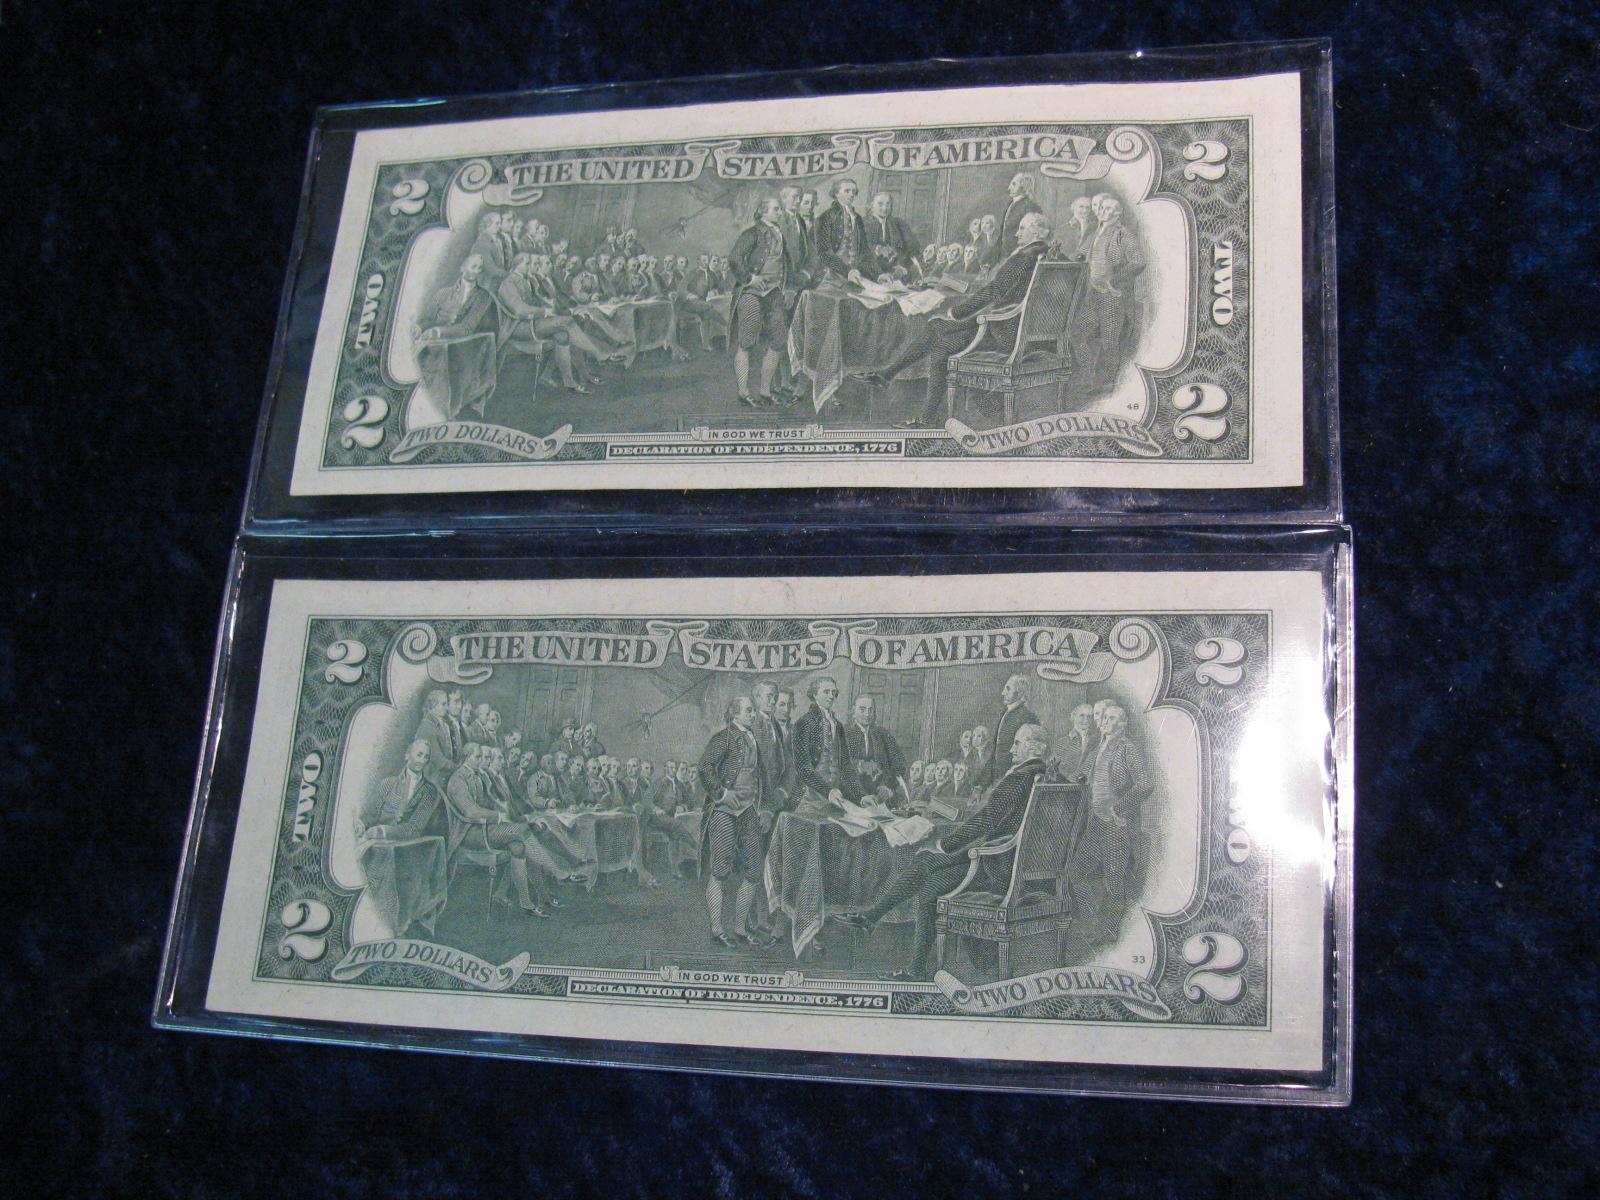 THE UNITED STATES OF AMERICA
2 2
TWO TWO
48
2 2
TWO DOLLARS IN GOD WE TRUST TWO DOLLARS
DECLARATION OF INDEPENDENCE, 1776
THE UNITED STATES OF AMERICA
2 2
TWO TWO
33
2 2
TWO DOLLARS IN GOD WE TRUST TWO DOLLARS
DECLARATION OF INDEPENDENCE, 1776